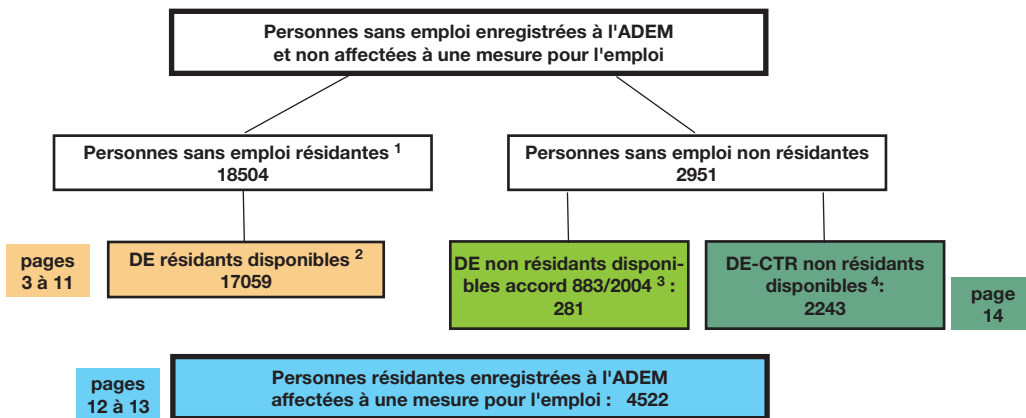 Personnes sans emploi enregistrées à l'ADEM
et non affectées à une mesure pour l'emploi
Personnes sans emploi résidantes ¹
18504
Personnes sans emploi non résidantes
2951
pages
3 à 11
DE résidants disponibles ²
17059
DE non résidants disponi-
bles accord 883/2004 ³ :
281
DE-CTR non résidants
disponibles ⁴:
2243
page
14
pages
12 à 13
Personnes résidantes enregistrées à l'ADEM
affectées à une mesure pour l'emploi : 4522